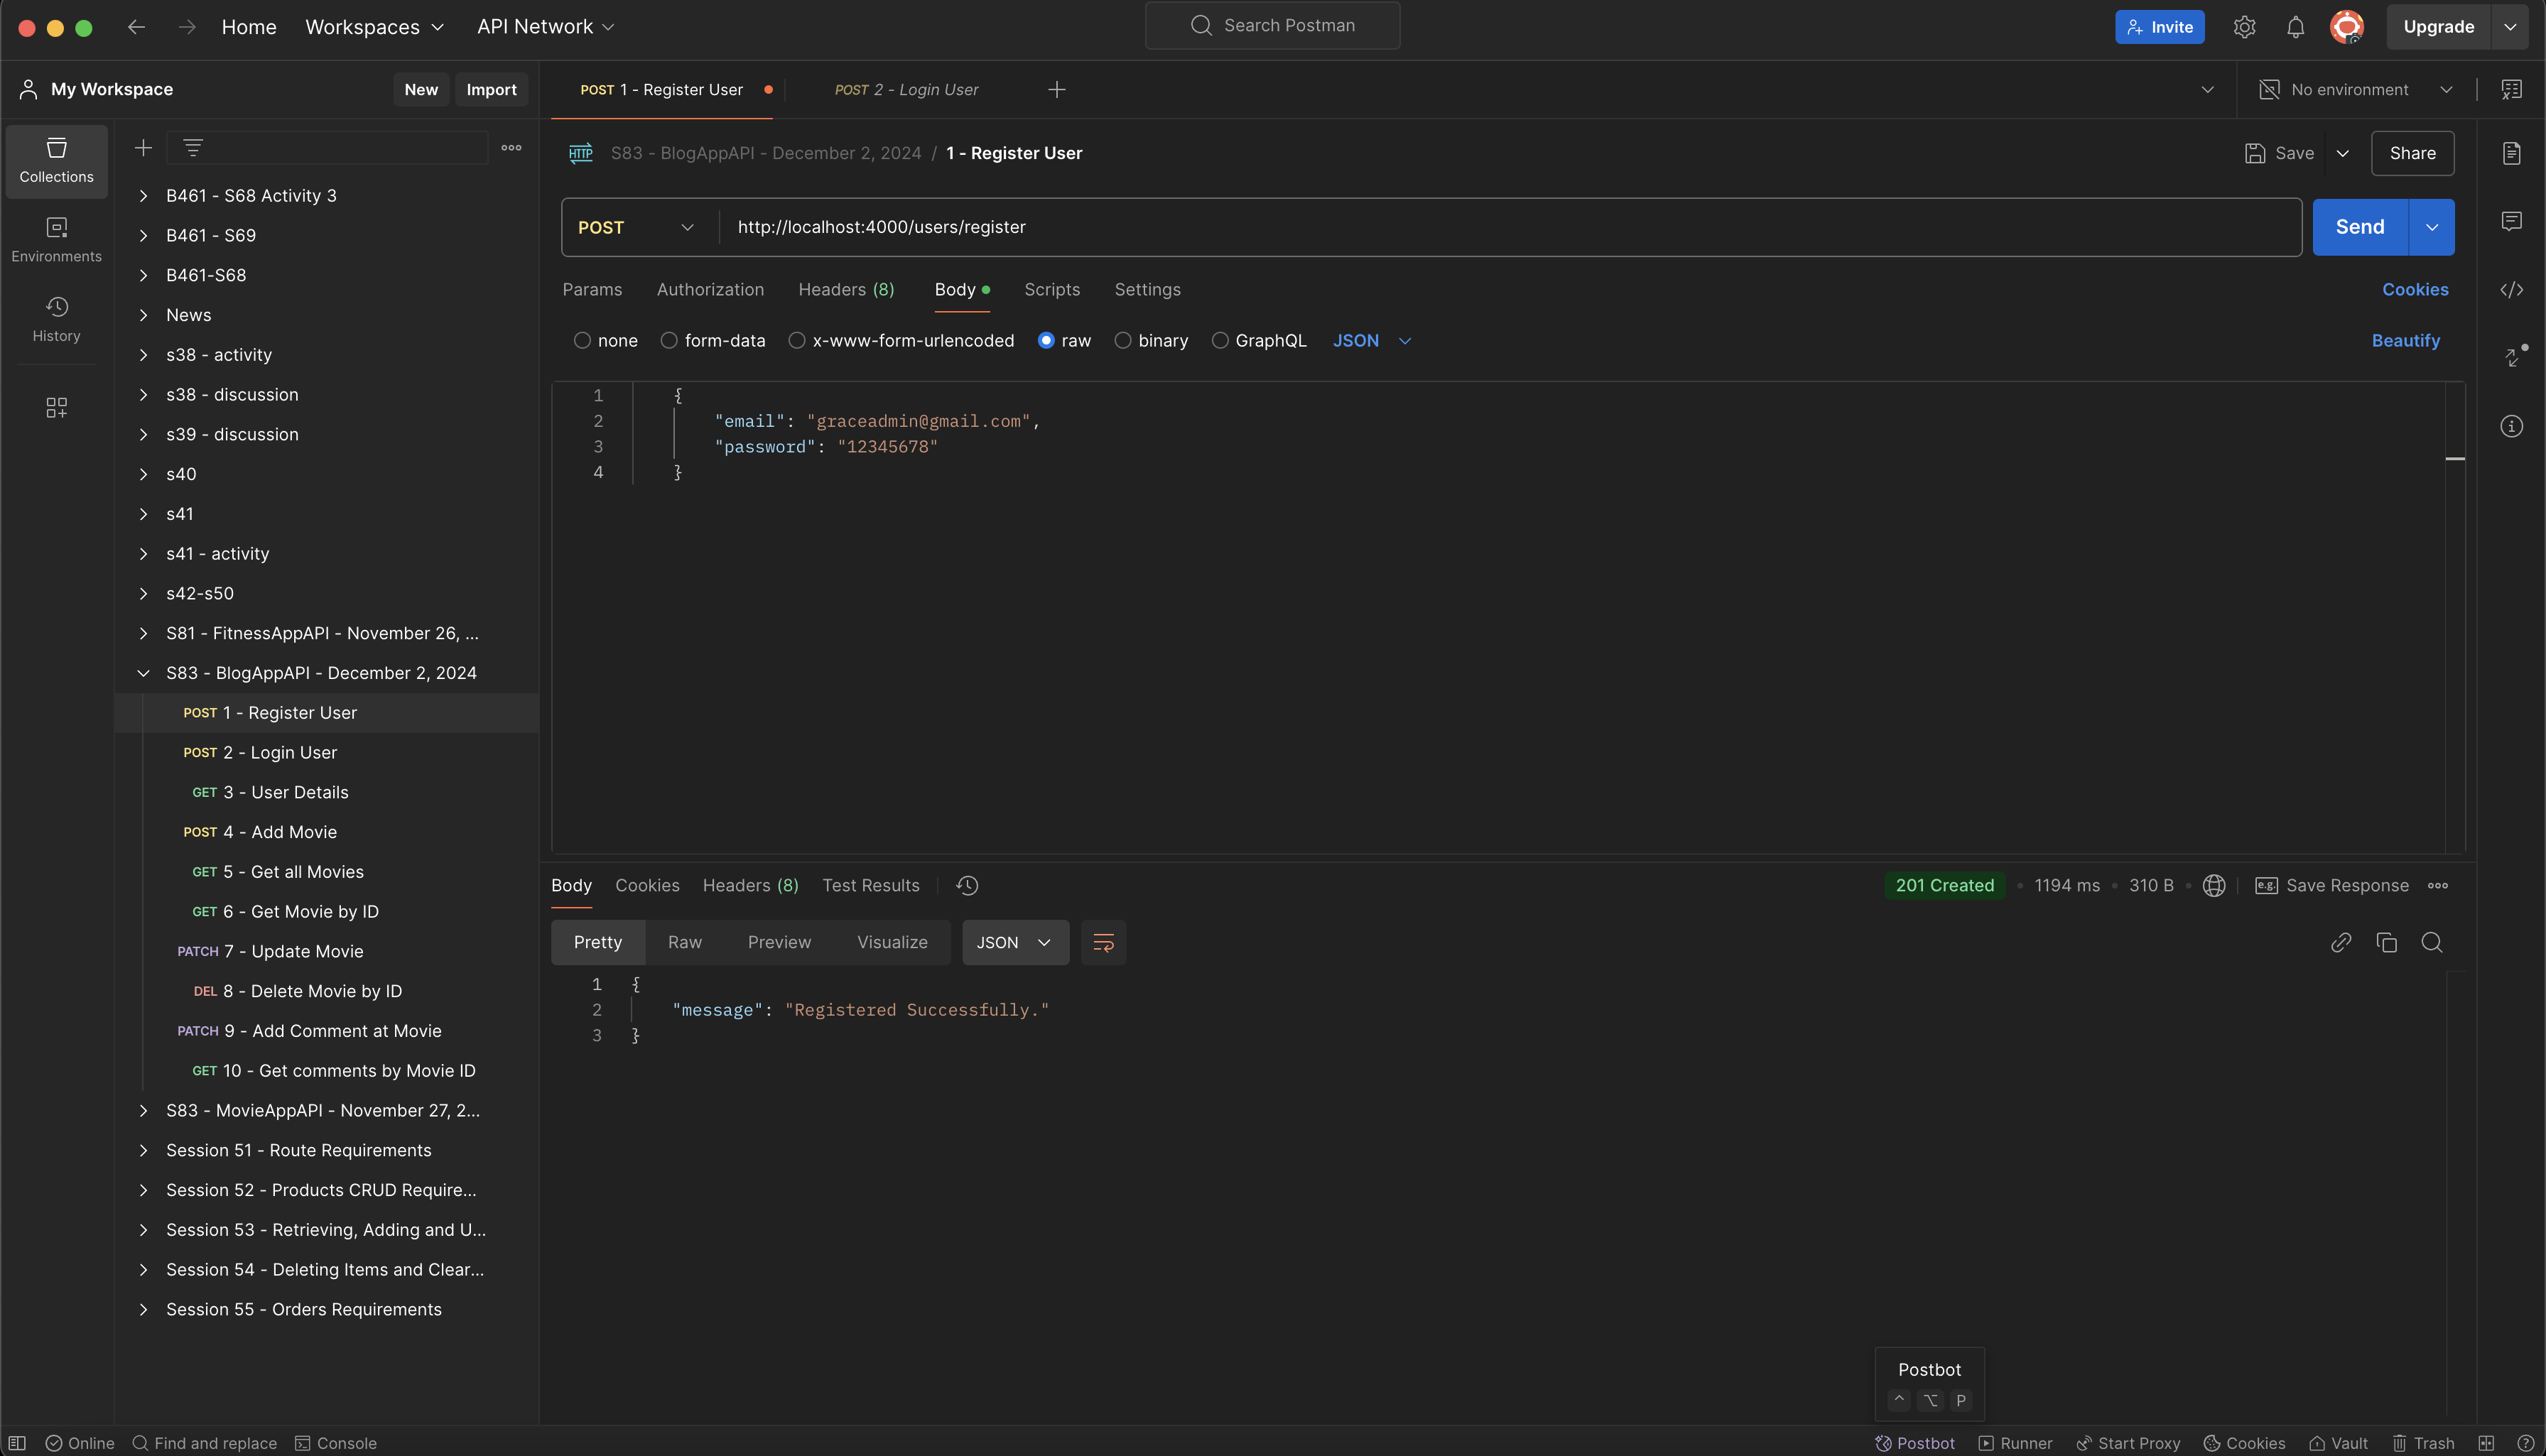 Home Workspaces API Network Search Postman Invite Upgrade
My Workspace New Import
POST 1 - Register User POST 2 - Login User No environment
Collections
Environments
History
B461 - S68 Activity 3
B461 - S69
B461-S68
News
s38 - activity
s38 - discussion
s39 - discussion
s40
s41
s41 - activity
s42-s50
S81 - FitnessAppAPI - November 26, ...
S83 - BlogAppAPI - December 2, 2024
POST 1 - Register User
POST 2 - Login User
GET 3 - User Details
POST 4 - Add Movie
GET 5 - Get all Movies
GET 6 - Get Movie by ID
PATCH 7 - Update Movie
DEL 8 - Delete Movie by ID
PATCH 9 - Add Comment at Movie
GET 10 - Get comments by Movie ID
S83 - MovieAppAPI - November 27, 2...
Session 51 - Route Requirements
Session 52 - Products CRUD Require...
Session 53 - Retrieving, Adding and U...
Session 54 - Deleting Items and Clear...
Session 55 - Orders Requirements
HTTP S83 - BlogAppAPI - December 2, 2024 / 1 - Register User Save Share
POST http://localhost:4000/users/register Send
Params Authorization Headers (8) Body Scripts Settings Cookies
none form-data x-www-form-urlencoded raw binary GraphQL JSON Beautify
1 {
2 "email": "graceadmin@gmail.com",
3 "password": "12345678"
4 }
Body Cookies Headers (8) Test Results 201 Created 1194 ms 310 B e.g. Save Response
Pretty Raw Preview Visualize JSON
1 {
2 "message": "Registered Successfully."
3 }
Postbot
^ ⌥ P
Online Find and replace Console Postbot Runner Start Proxy Cookies Vault Trash